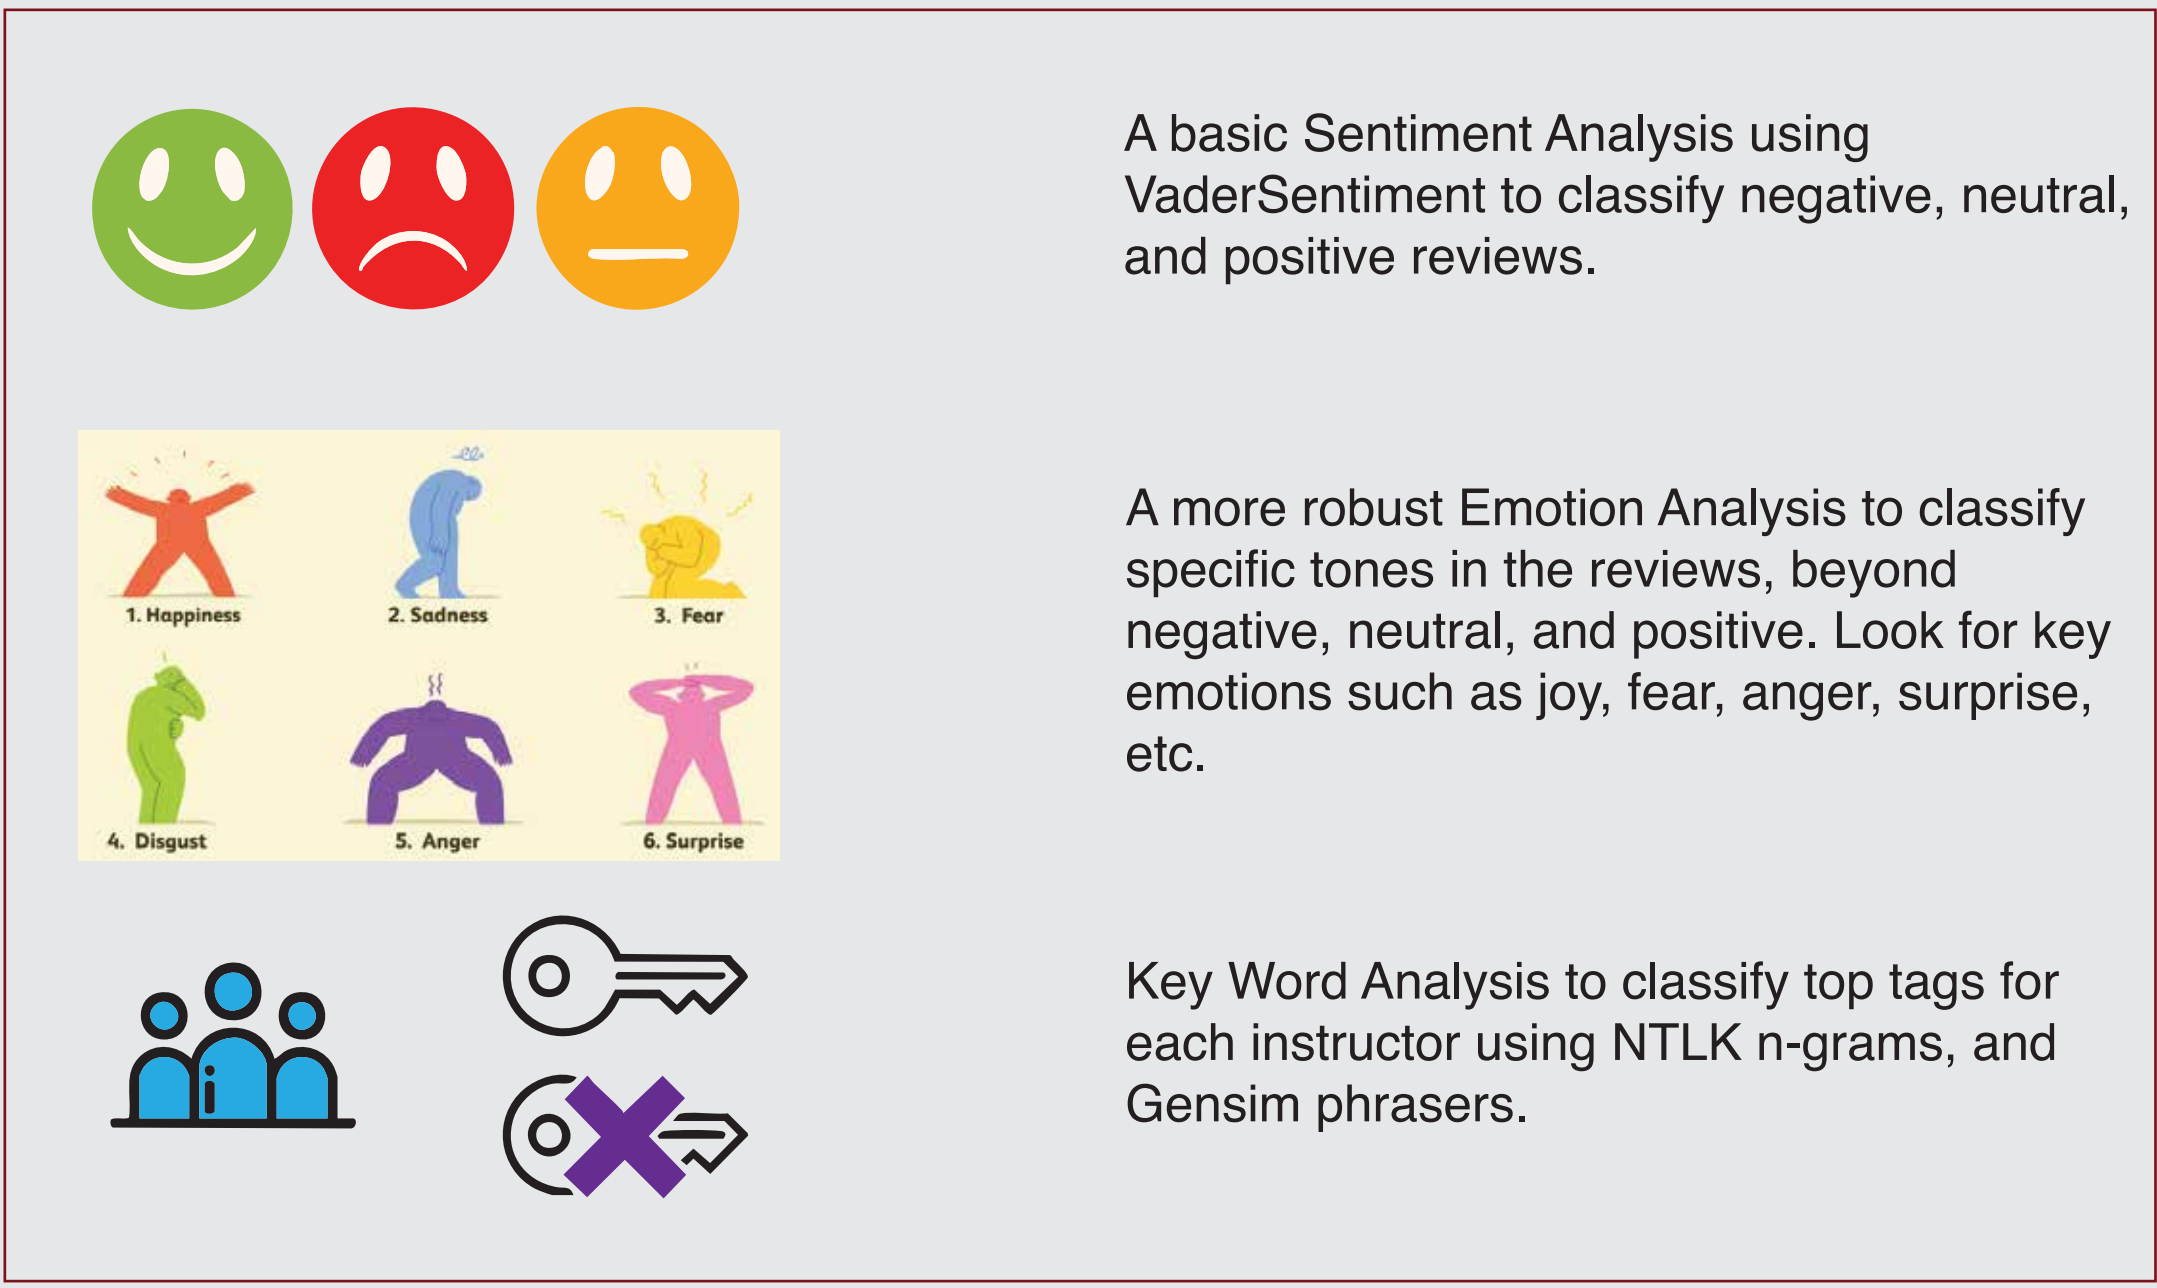 A basic Sentiment Analysis using
VaderSentiment to classify negative, neutral,
and positive reviews.
1. Happiness
2. Sadness
3. Fear
4. Disgust
5. Anger
6. Surprise
A more robust Emotion Analysis to classify
specific tones in the reviews, beyond
negative, neutral, and positive. Look for key
emotions such as joy, fear, anger, surprise,
etc.
i
Key Word Analysis to classify top tags for
each instructor using NTLK n-grams, and
Gensim phrasers.